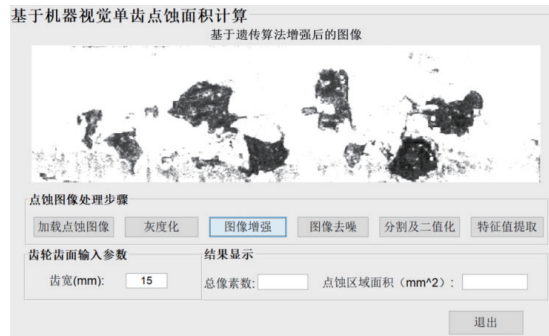 基于机器视觉单齿点蚀面积计算
基于遗传算法增强后的图像
点蚀图像处理步骤
加载点蚀图像 灰度化 图像增强 图像去噪 分割及二值化 特征值提取
齿轮齿面输入参数 结果显示
齿宽(mm): 15 总像素数: 点蚀区域面积（mm^2）:
退出